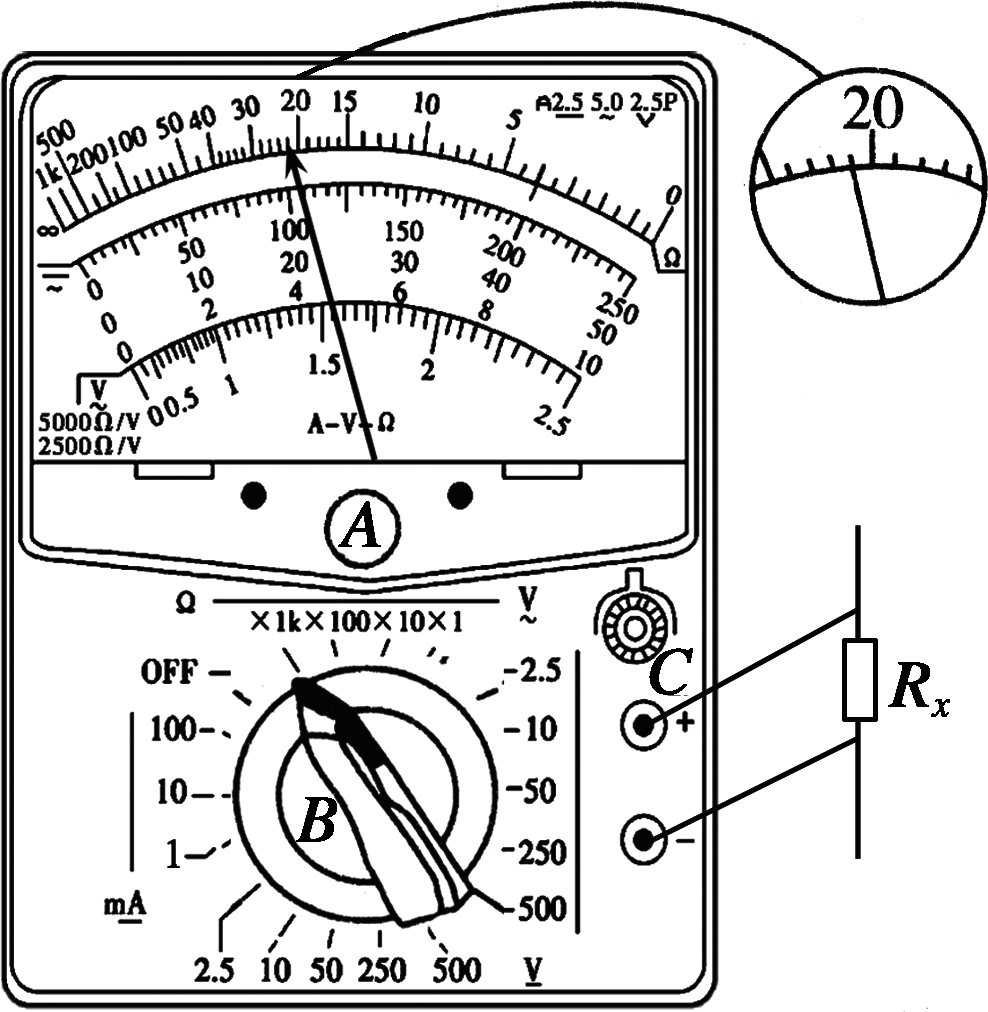 500 1k 200 100 50 40 30 20 15 10 5 0
A 2.5 5.0 2.5P
∞ Ω
20
0 50 100 150 200 250
0 10 20 30 40 50
0 2 4 6 8 10
0 0.5 1 1.5 2 2.5
V
5000Ω/V
2500Ω/V
A-V-Ω
A
Ω ×1k ×100 ×10 ×1 V
OFF 2.5
100 10
10 50
1 250
mA 500
2.5 10 50 250 500 V
B
C
+
−
Rx